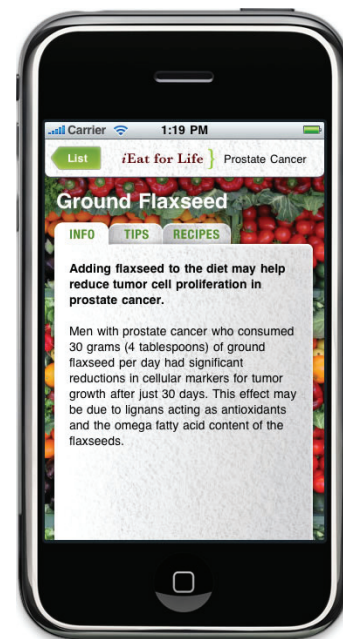 Carrier 1:19 PM
List iEat for Life } Prostate Cancer
Ground Flaxseed
INFO TIPS RECIPES
Adding flaxseed to the diet may help
reduce tumor cell proliferation in
prostate cancer.
Men with prostate cancer who consumed
30 grams (4 tablespoons) of ground
flaxseed per day had significant
reductions in cellular markers for tumor
growth after just 30 days. This effect may
be due to lignans acting as antioxidants
and the omega fatty acid content of the
flaxseeds.